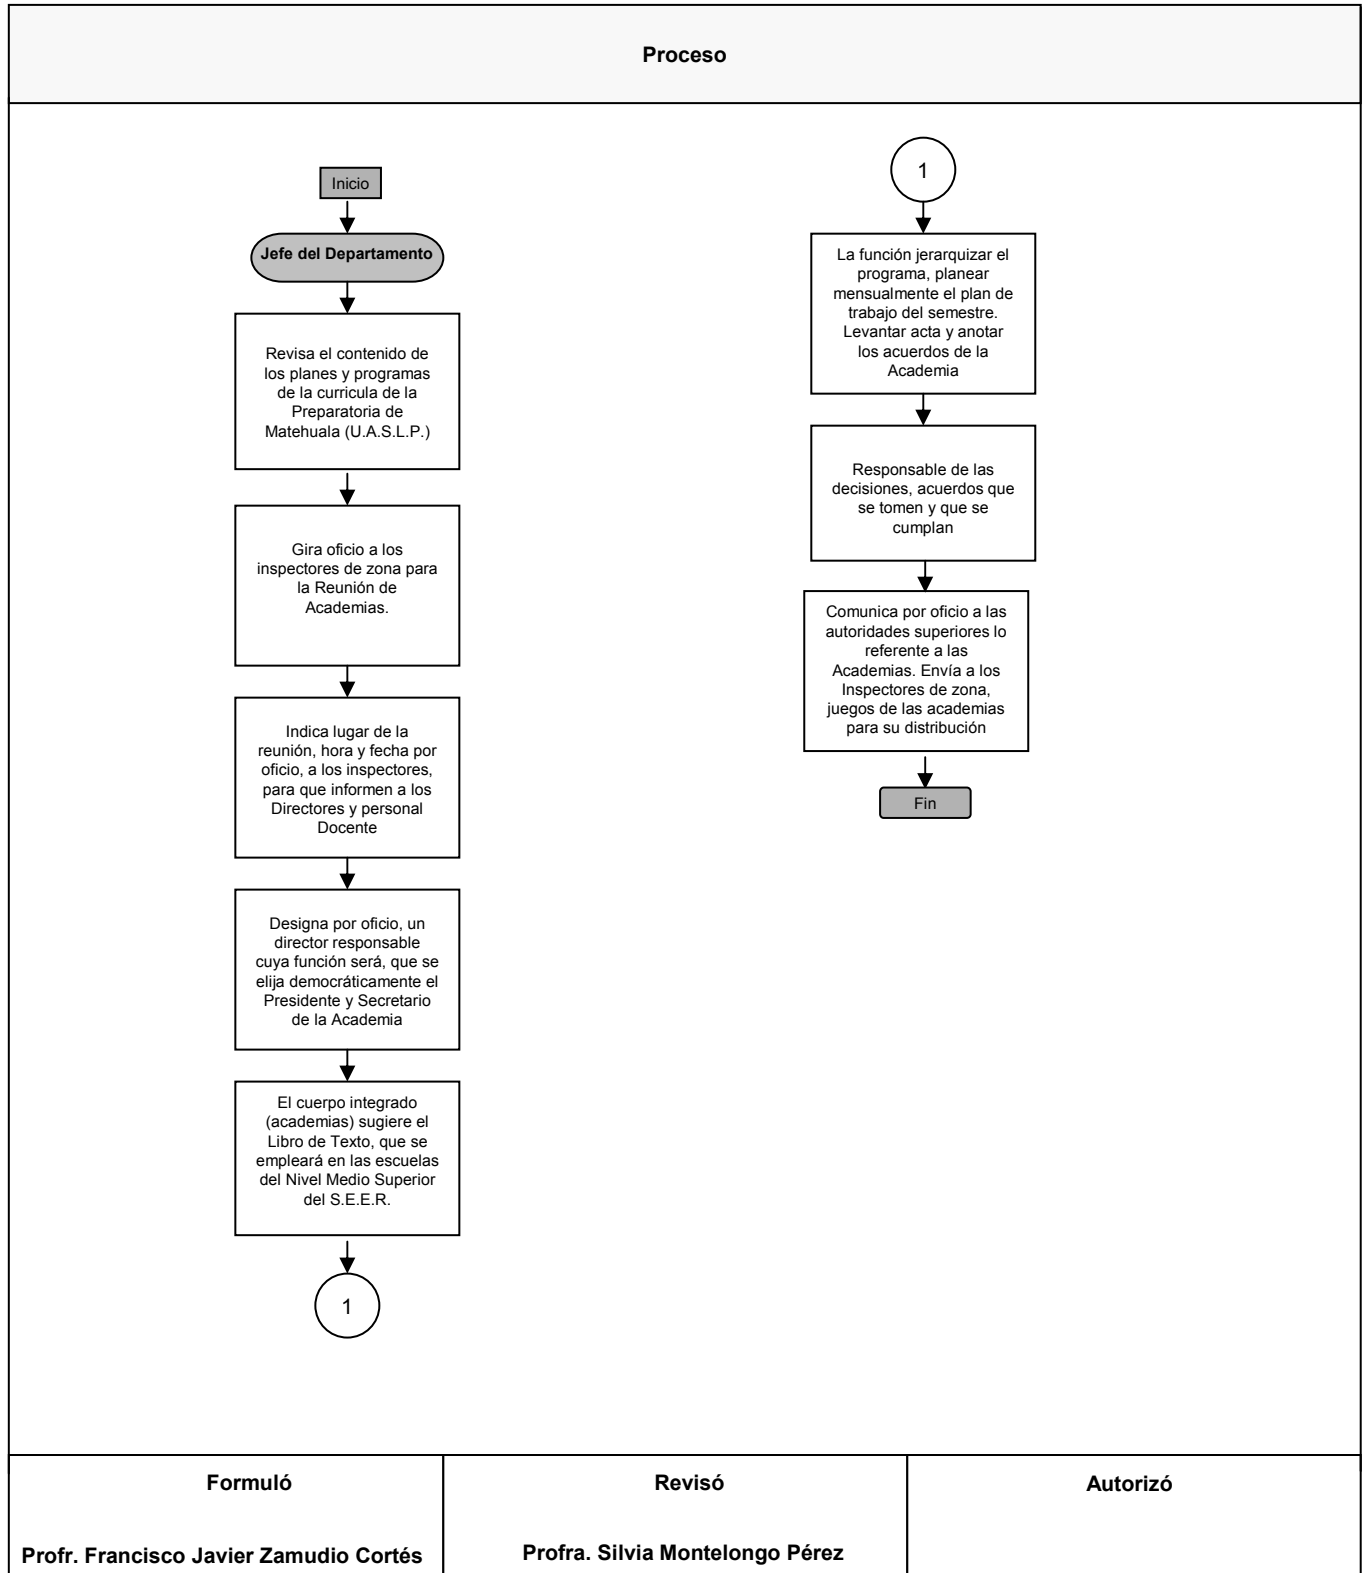 Proceso
Inicio
Jefe del Departamento
Revisa el contenido de
los planes y programas
de la curricula de la
Preparatoria de
Matehuala (U.A.S.L.P.)
Gira oficio a los
inspectores de zona para
la Reunión de
Academias.
Indica lugar de la
reunión, hora y fecha por
oficio, a los inspectores,
para que informen a los
Directores y personal
Docente
Designa por oficio, un
director responsable
cuya función será, que se
elija democráticamente el
Presidente y Secretario
de la Academia
El cuerpo integrado
(academias) sugiere el
Libro de Texto, que se
empleará en las escuelas
del Nivel Medio Superior
del S.E.E.R.
1
1
La función jerarquizar el
programa, planear
mensualmente el plan de
trabajo del semestre.
Levantar acta y anotar
los acuerdos de la
Academia
Responsable de las
decisiones, acuerdos que
se tomen y que se
cumplan
Comunica por oficio a las
autoridades superiores lo
referente a las
Academias. Envía a los
Inspectores de zona,
juegos de las academias
para su distribución
Fin
Formuló
Profr. Francisco Javier Zamudio Cortés
Revisó
Profra. Silvia Montelongo Pérez
Autorizó